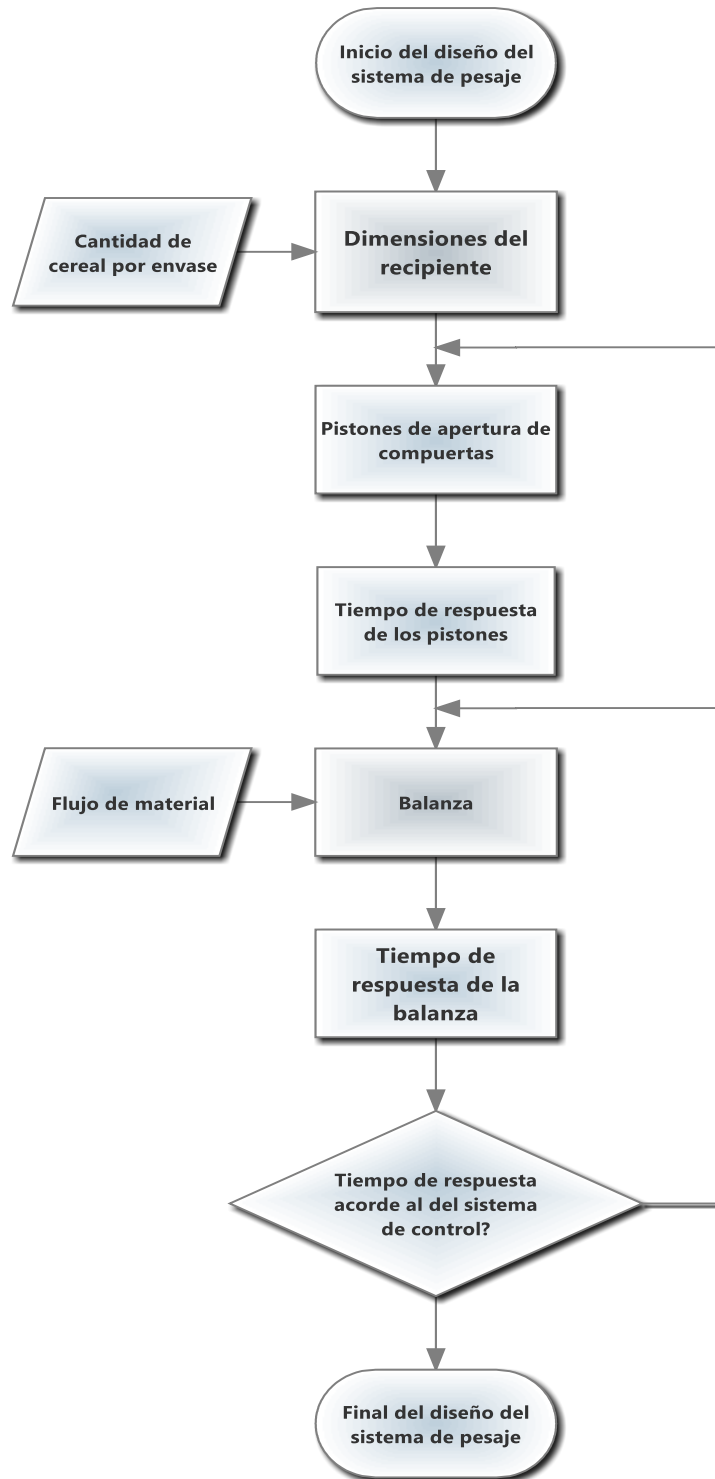 Inicio del diseño del
sistema de pesaje
Cantidad de
cereal por envase
Dimensiones del
recipiente
Pistones de apertura de
compuertas
Tiempo de respuesta
de los pistones
Flujo de material
Balanza
Tiempo de
respuesta de la
balanza
Tiempo de respuesta
acorde al del sistema
de control?
Final del diseño del
sistema de pesaje